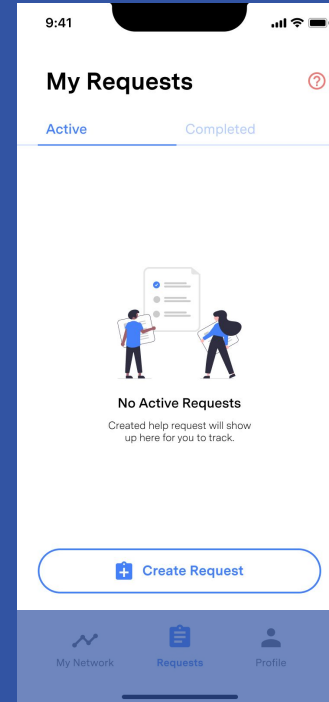 9:41
My Requests
Active
Completed
No Active Requests
Created help request will show
up here for you to track.
Create Request
My Network
Requests
Profile